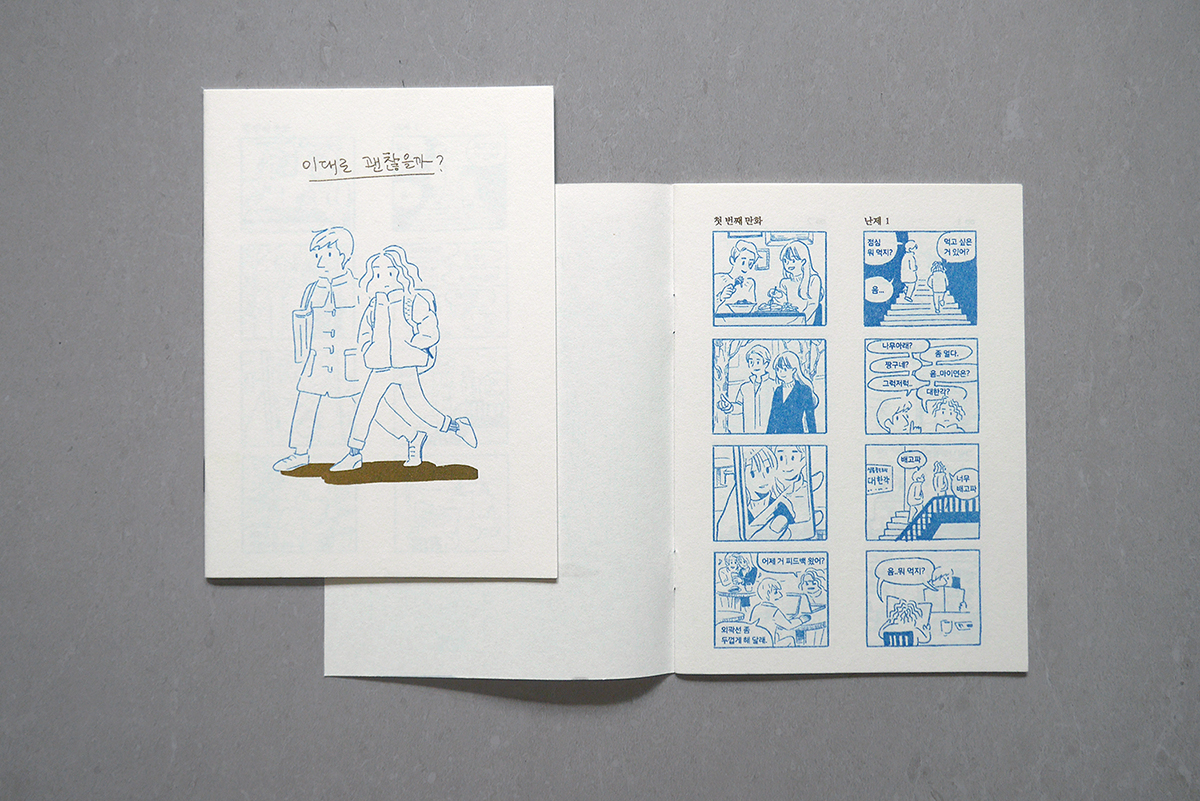 이대로 괜찮을까?
첫 번째 만화
어제 거 피드백 왔어?
외곽선 좀
두껍게 해 달래.
난제 1
점심
뭐 먹지?
먹고 싶은
거 있어?
음...
나무아래?
좀 멀다.
짱구네?
음..마이언은?
그럭저럭..
대한각?
배고파
대한각
너무
배고파
음..뭐 먹지?